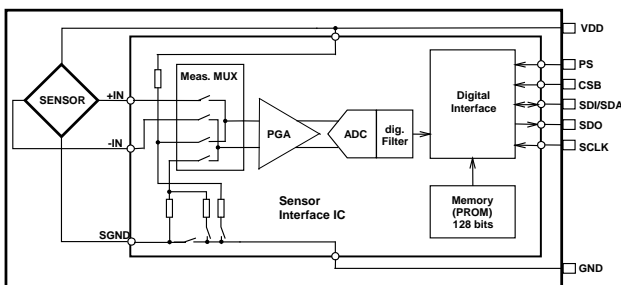 VDD
PS
CSB
SDI/SDA
SDO
SCLK
GND
SENSOR
+IN
-IN
SGND
Meas. MUX
PGA
ADC
dig.
Filter
Digital
Interface
Memory
(PROM)
128 bits
Sensor
Interface IC